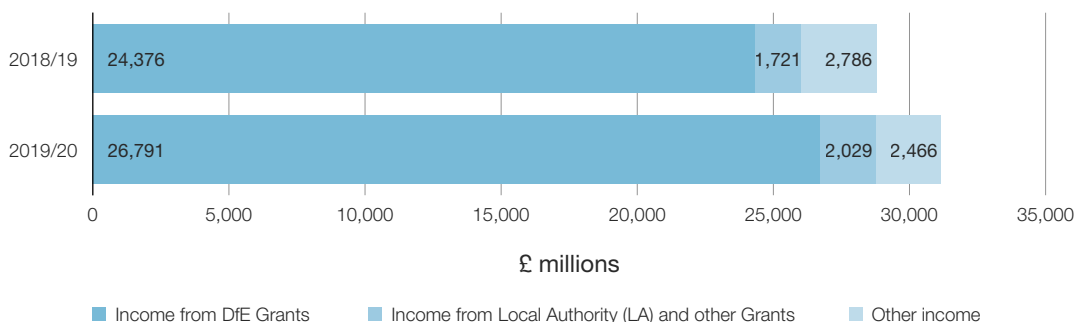 2018/19 24,376 1,721 2,786
2019/20 26,791 2,029 2,466
0 5,000 10,000 15,000 20,000 25,000 30,000 35,000
£ millions
Income from DfE Grants Income from Local Authority (LA) and other Grants Other income